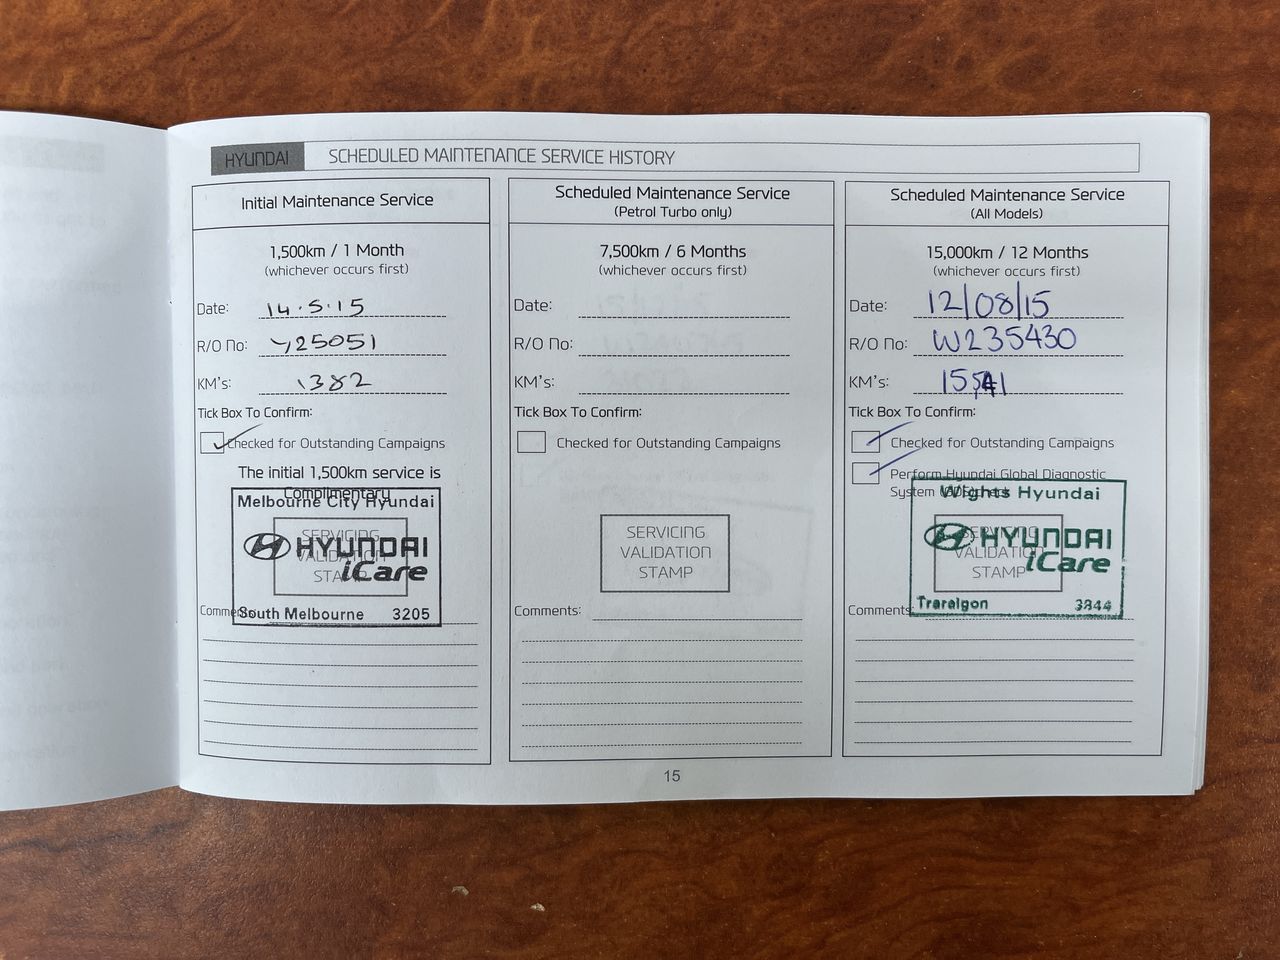 HYUNDAI SCHEDULED MAINTENANCE SERVICE HISTORY
Initial Maintenance Service
1,500km / 1 Month
(whichever occurs first)
Date: 14.5.15
R/O No: Y25051
KM's: 1382
Tick Box To Confirm:
Checked for Outstanding Campaigns
The initial 1,500km service is
Complimentary
Melbourne City Hyundai
SERVICING
VALIDATION
STAMP
HYUNDAI
iCare
South Melbourne 3205
Comments:
Scheduled Maintenance Service
(Petrol Turbo only)
7,500km / 6 Months
(whichever occurs first)
Date:
R/O No:
KM's:
Tick Box To Confirm:
Checked for Outstanding Campaigns
SERVICING
VALIDATION
STAMP
Comments:
Scheduled Maintenance Service
(All Models)
15,000km / 12 Months
(whichever occurs first)
Date: 12/08/15
R/O No: W235430
KM's: 15541
Tick Box To Confirm:
Checked for Outstanding Campaigns
Perform Hyundai Global Diagnostic
System
Wights Hyundai
SERVICING
VALIDATION
STAMP
HYUNDAI
iCare
Traralgon 3844
Comments:
15